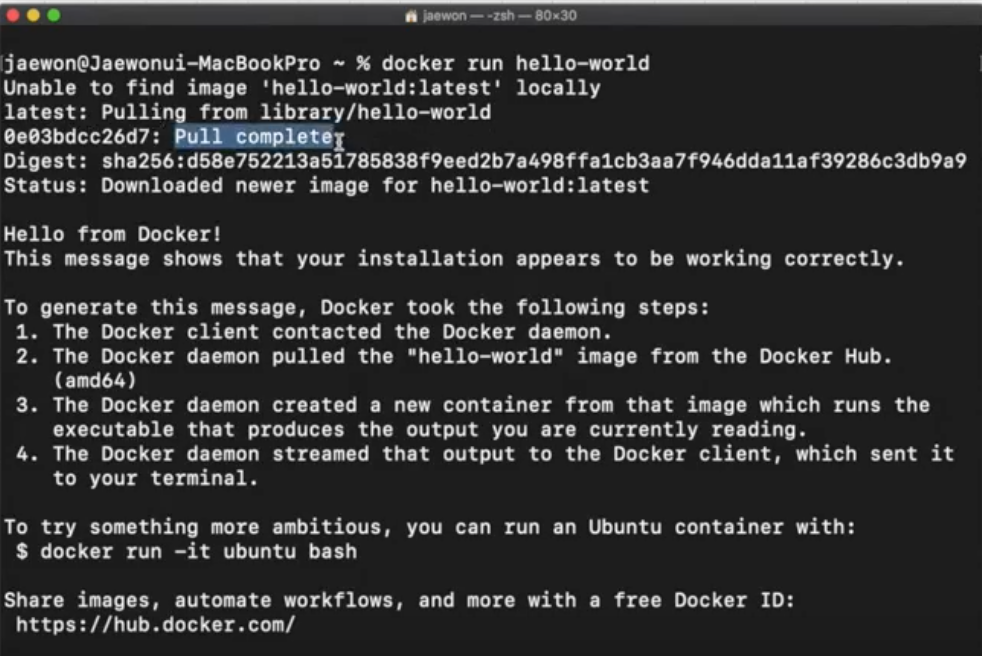 jaewon — -zsh — 80×30
jaewon@Jaewonui-MacBookPro ~ % docker run hello-world
Unable to find image 'hello-world:latest' locally
latest: Pulling from library/hello-world
0e03bdcc26d7: Pull complete
Digest: sha256:d58e752213a51785838f9eed2b7a498ffa1cb3aa7f946dda11af39286c3db9a9
Status: Downloaded newer image for hello-world:latest
Hello from Docker!
This message shows that your installation appears to be working correctly.
To generate this message, Docker took the following steps:
1. The Docker client contacted the Docker daemon.
2. The Docker daemon pulled the "hello-world" image from the Docker Hub.
(amd64)
3. The Docker daemon created a new container from that image which runs the
executable that produces the output you are currently reading.
4. The Docker daemon streamed that output to the Docker client, which sent it
to your terminal.
To try something more ambitious, you can run an Ubuntu container with:
$ docker run -it ubuntu bash
Share images, automate workflows, and more with a free Docker ID:
https://hub.docker.com/